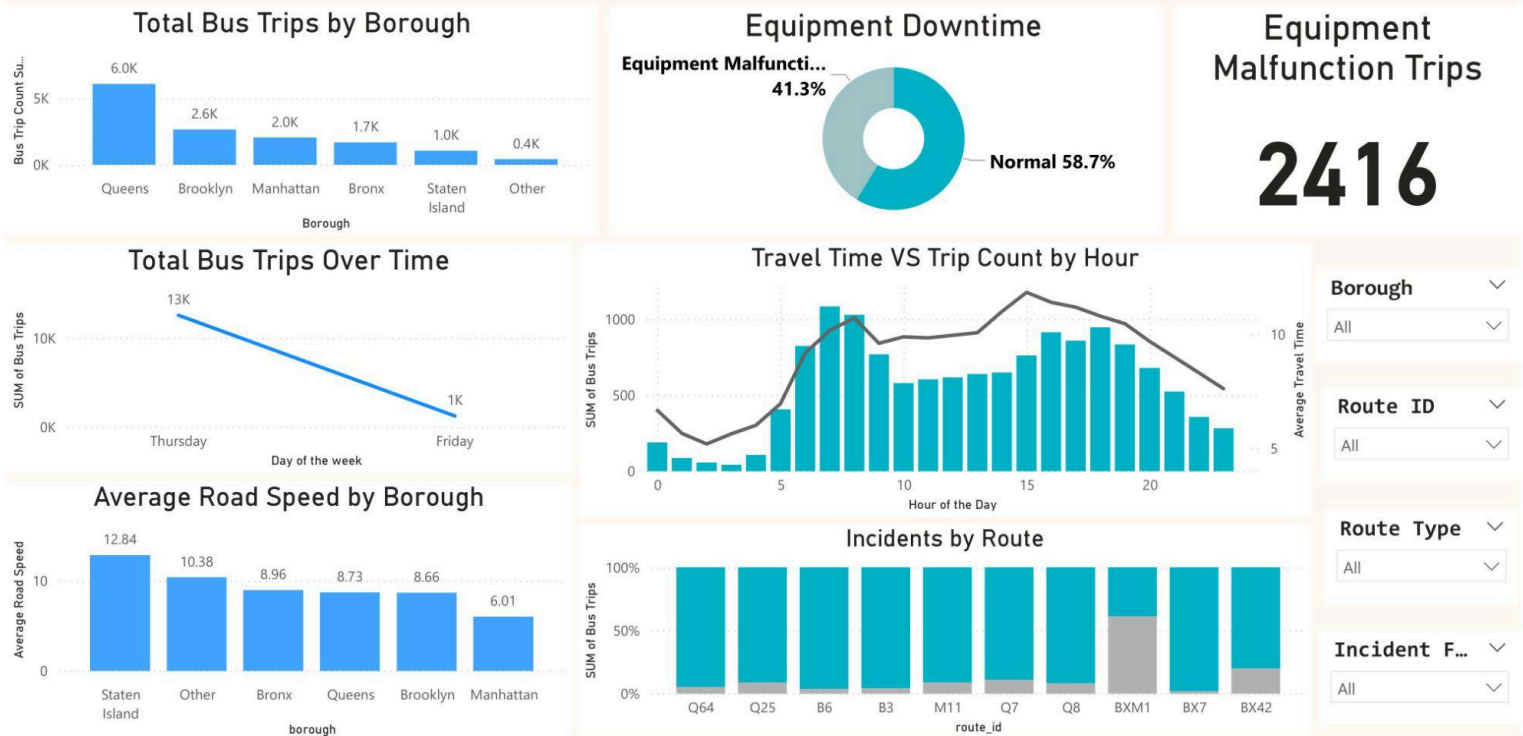 Total Bus Trips by Borough
Bus Trip Count Su...
5K
0K
6.0K
2.6K
2.0K
1.7K
1.0K
0.4K
Queens
Brooklyn
Manhattan
Bronx
Staten
Island
Other
Borough
Equipment Downtime
Equipment Malfuncti...
41.3%
Normal 58.7%
Equipment
Malfunction Trips
2416
Total Bus Trips Over Time
SUM of Bus Trips
10K
0K
13K
1K
Thursday
Friday
Day of the week
Travel Time VS Trip Count by Hour
SUM of Bus Trips
1000
500
0
10
5
Average Travel Time
0
5
10
15
20
Hour of the Day
Borough
All
Route ID
All
Route Type
All
Incident F...
All
Average Road Speed by Borough
Average Road Speed
10
0
12.84
10.38
8.96
8.73
8.66
6.01
Staten
Island
Other
Bronx
Queens
Brooklyn
Manhattan
borough
Incidents by Route
SUM of Bus Trips
100%
50%
0%
Q64
Q25
B6
B3
M11
Q7
Q8
BXM1
BX7
BX42
route_id